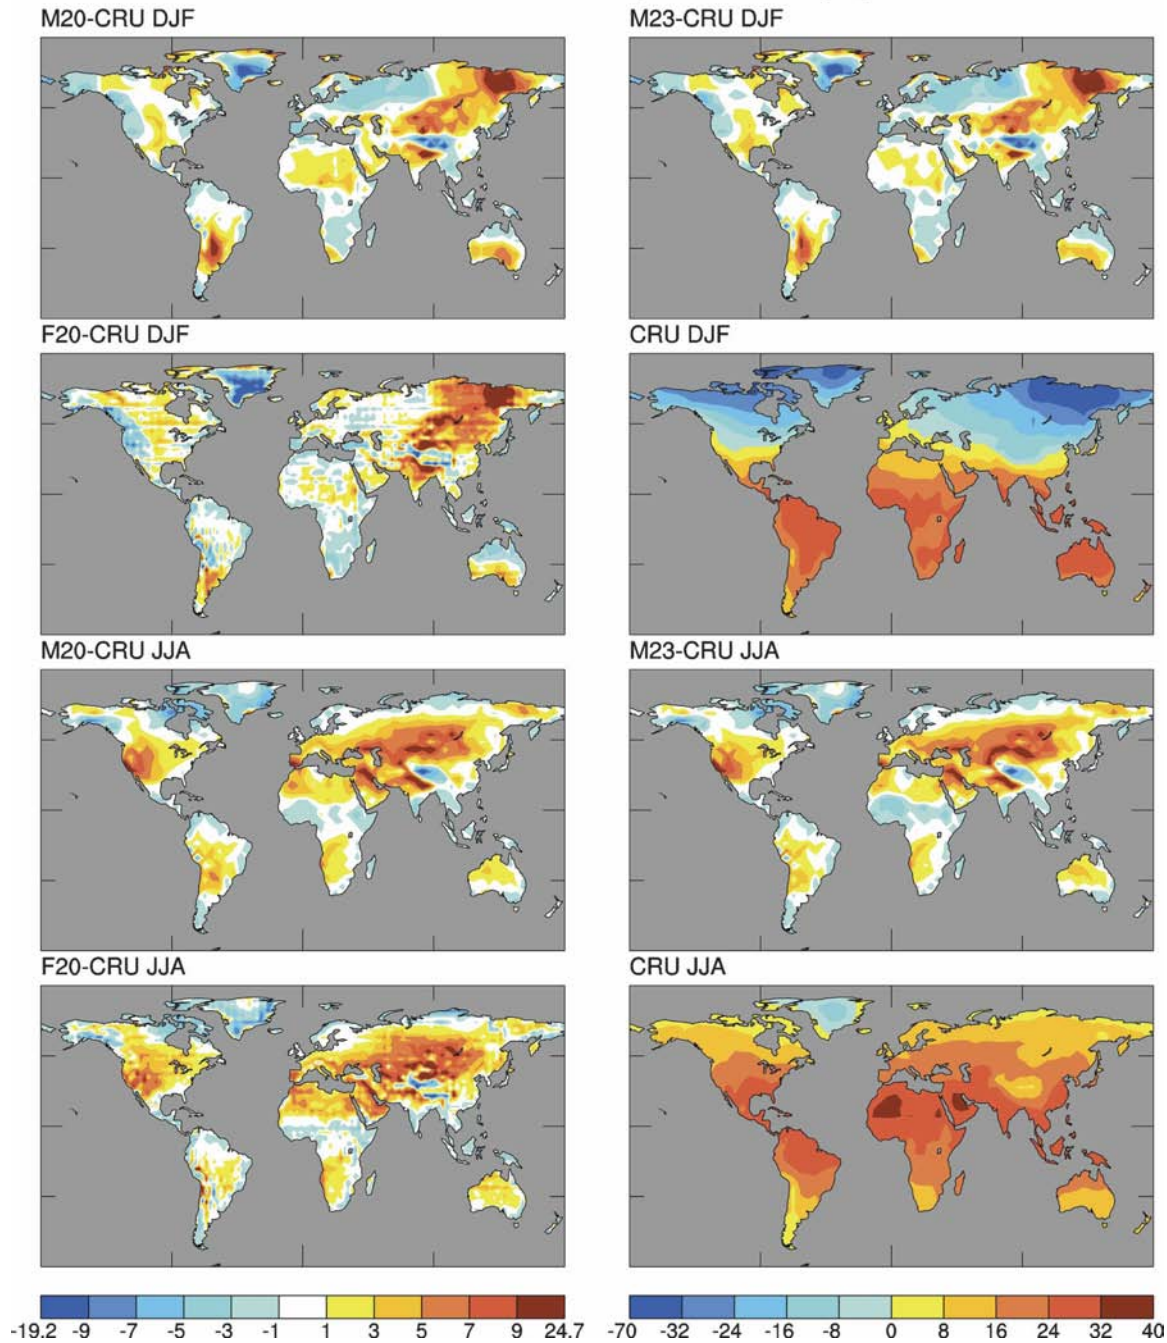 M20-CRU DJF
M23-CRU DJF
F20-CRU DJF
CRU DJF
M20-CRU JJA
M23-CRU JJA
F20-CRU JJA
CRU JJA
-19.2 -9 -7 -5 -3 -1 1 3 5 7 9 24.7
-70 -32 -24 -16 -8 0 8 16 24 32 40